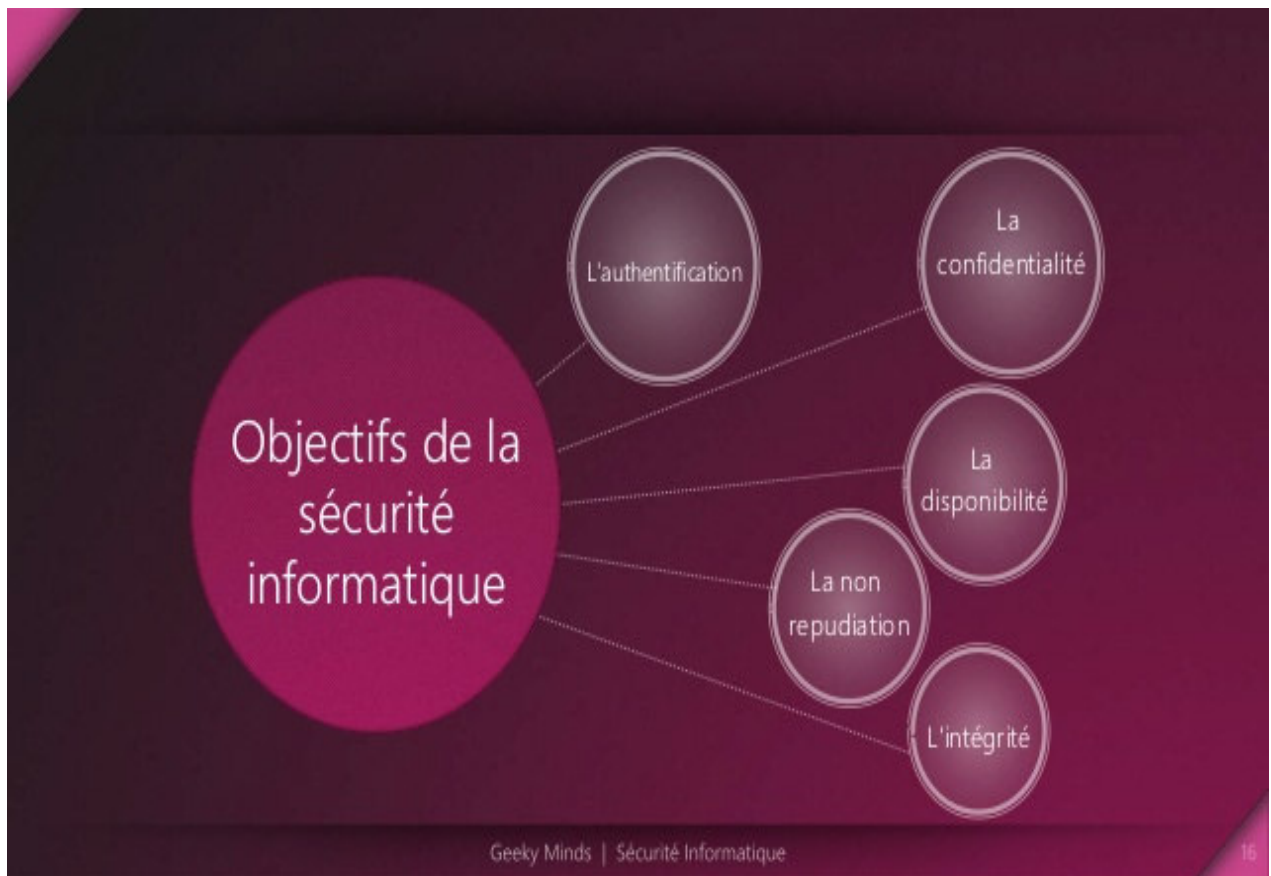 Objectifs de la
sécurité
informatique
L'authentification
La
confidentialité
La
disponibilité
La non
repudiation
L'intégrité
Geeky Minds | Sécurité Informatique
16